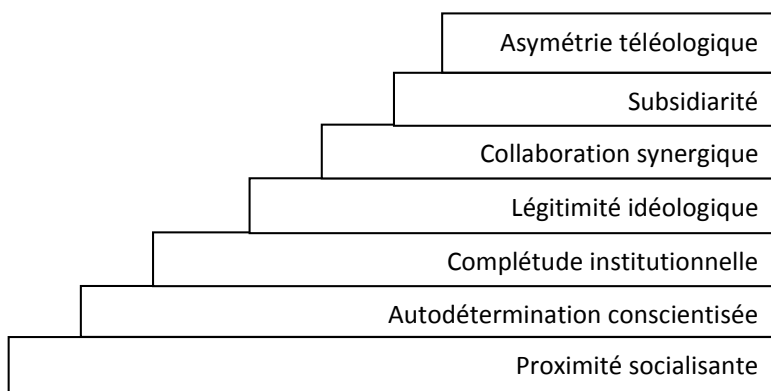 Asymétrie téléologique
Subsidiarité
Collaboration synergique
Légitimité idéologique
Complétude institutionnelle
Autodétermination conscientisée
Proximité socialisante